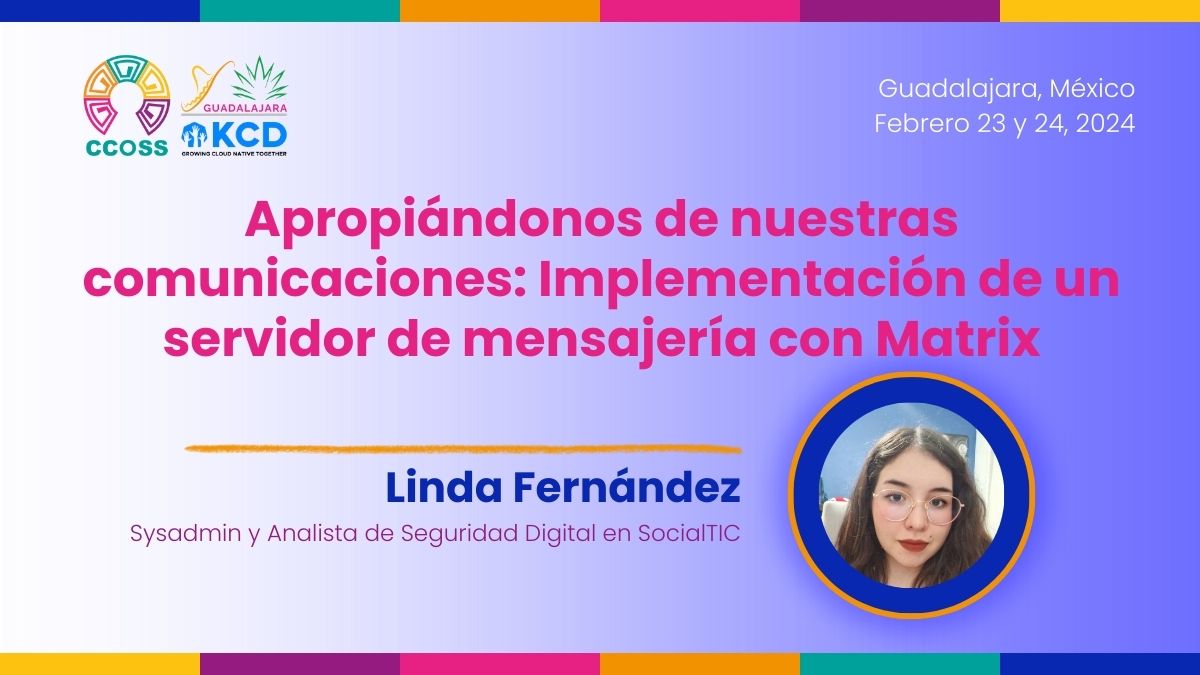 CCOSS
GUADALAJARA
KCD
GROWING CLOUD NATIVE TOGETHER
Guadalajara, México
Febrero 23 y 24, 2024
Apropiándonos de nuestras
comunicaciones: Implementación de un
servidor de mensajería con Matrix
Linda Fernández
Sysadmin y Analista de Seguridad Digital en SocialTIC